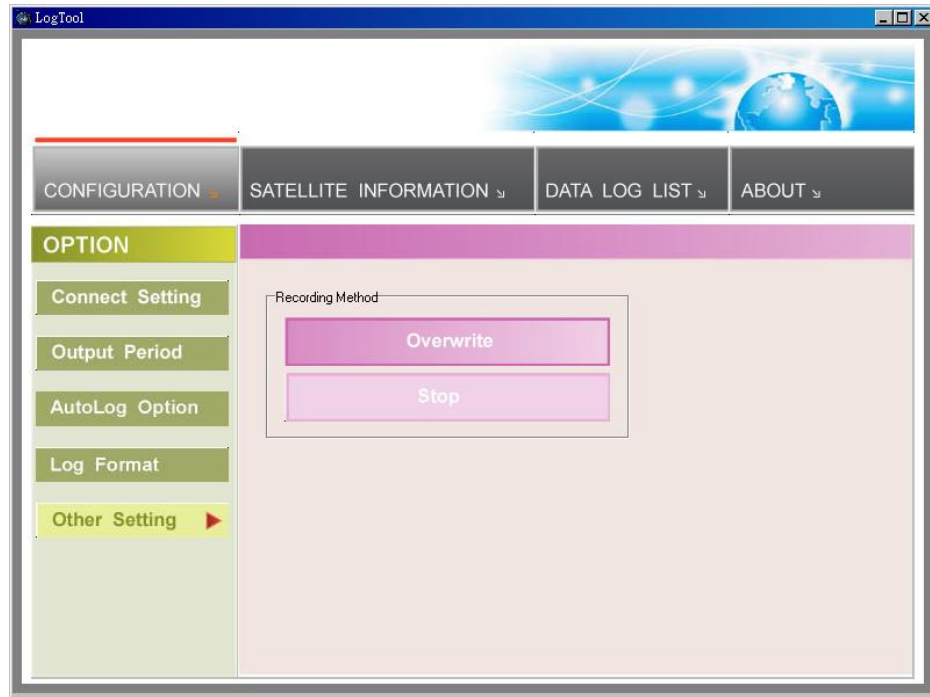 LogTool
CONFIGURATION
SATELLITE INFORMATION
DATA LOG LIST
ABOUT
OPTION
Connect Setting
Output Period
AutoLog Option
Log Format
Other Setting
Recording Method
Overwrite
Stop